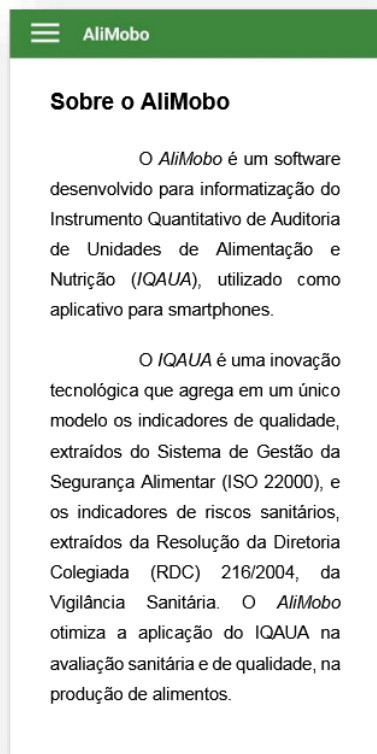 AliMobo
Sobre o AliMobo
O AliMobo é um software
desenvolvido para informatização do
Instrumento Quantitativo de Auditoria
de Unidades de Alimentação e
Nutrição (IQAUA), utilizado como
aplicativo para smartphones.
O IQAUA é uma inovação
tecnológica que agrega em um único
modelo os indicadores de qualidade,
extraídos do Sistema de Gestão da
Segurança Alimentar (ISO 22000), e
os indicadores de riscos sanitários,
extraídos da Resolução da Diretoria
Colegiada (RDC) 216/2004, da
Vigilância Sanitária. O AliMobo
otimiza a aplicação do IQAUA na
avaliação sanitária e de qualidade, na
produção de alimentos.